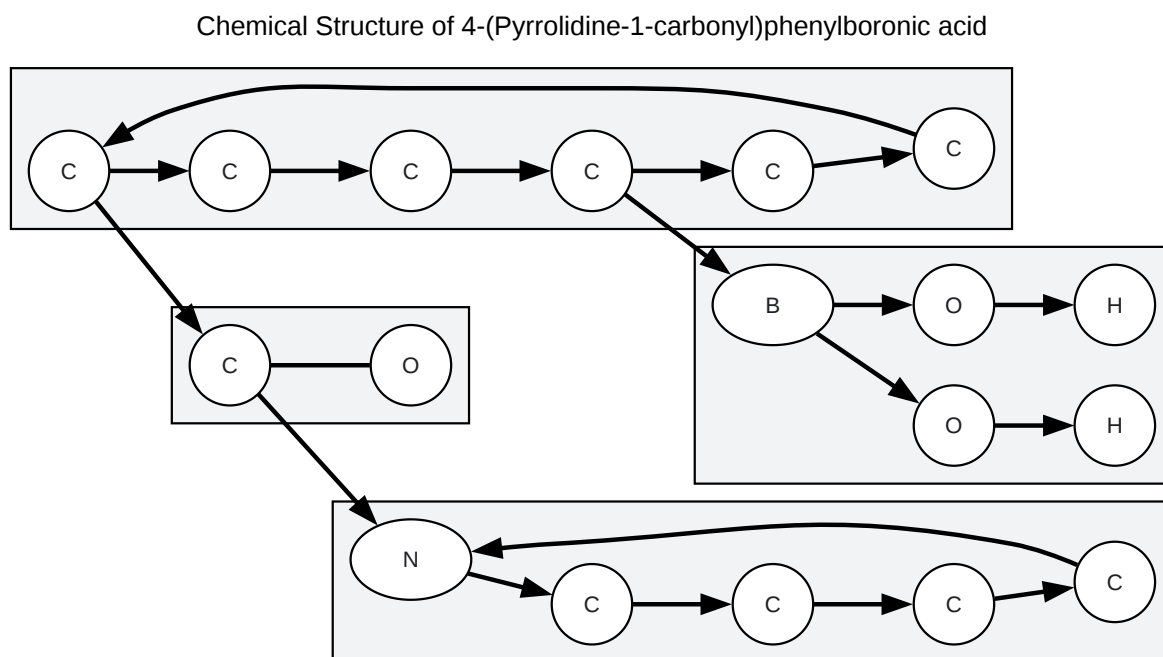 Chemical Structure of 4-(Pyrrolidine-1-carbonyl)phenylboronic acid
C C C C C C
B O H
C O
O H
N C C C C